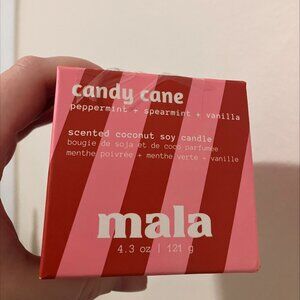 candy cane
peppermint + spearmint + vanilla
scented coconut soy candle
bougie de soja et de coco parfumée
menthe poivrée + menthe verte + vanille
mala
4.3 oz | 121 g